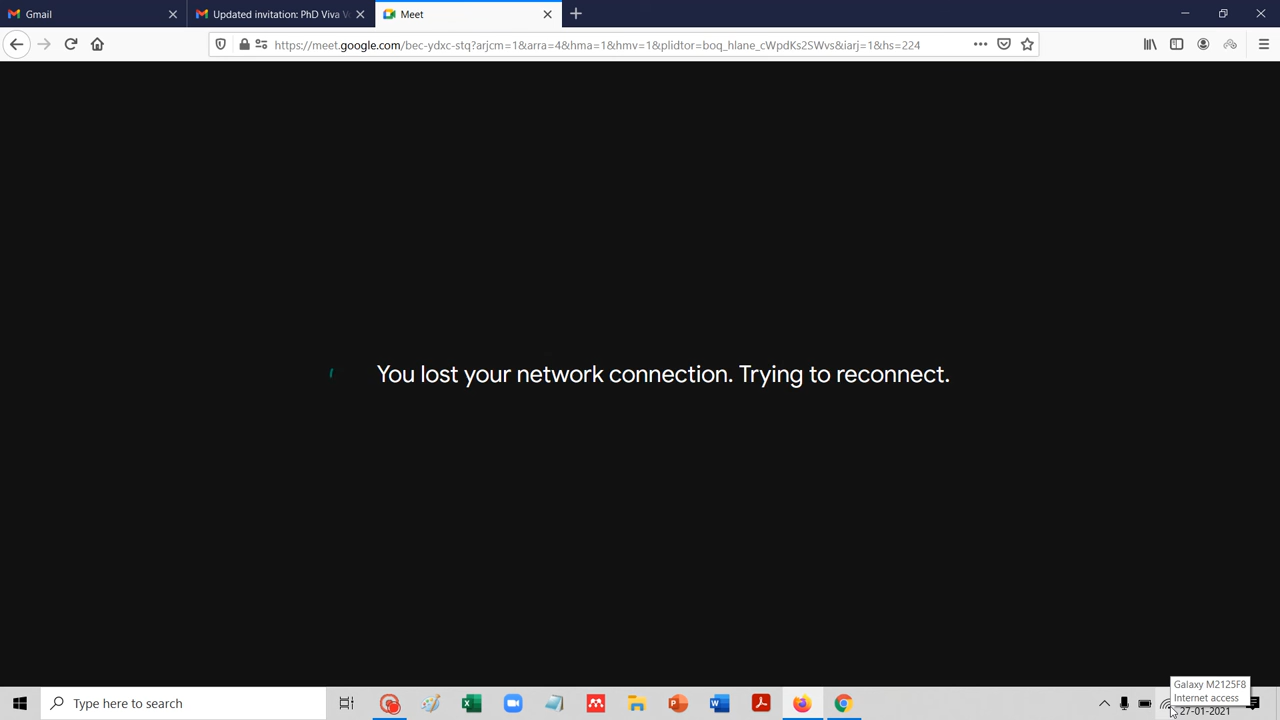 Gmail
Updated invitation: PhD Viva V
Meet
https://meet.google.com/bec-ydxc-stq?arjcm=1&arra=4&hma=1&hmv=1&plidtor=boq_hlane_cWpdKs2SWvs&iarj=1&hs=224
You lost your network connection. Trying to reconnect.
Galaxy M2125F8
Internet access
Type here to search
27-01-2021